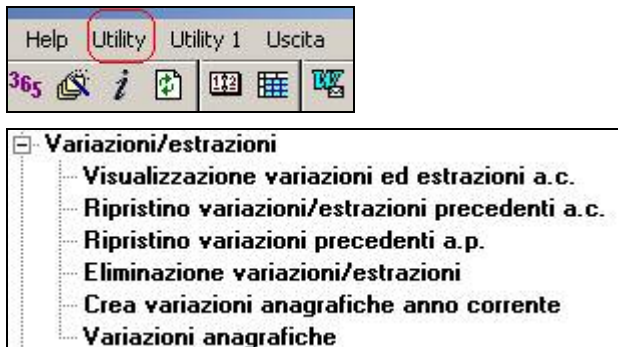 Help Utility Utility 1 Uscita
365
Variazioni/estrazioni
Visualizzazione variazioni ed estrazioni a.c.
Ripristino variazioni/estrazioni precedenti a.c.
Ripristino variazioni precedenti a.p.
Eliminazione variazioni/estrazioni
Crea variazioni anagrafiche anno corrente
Variazioni anagrafiche